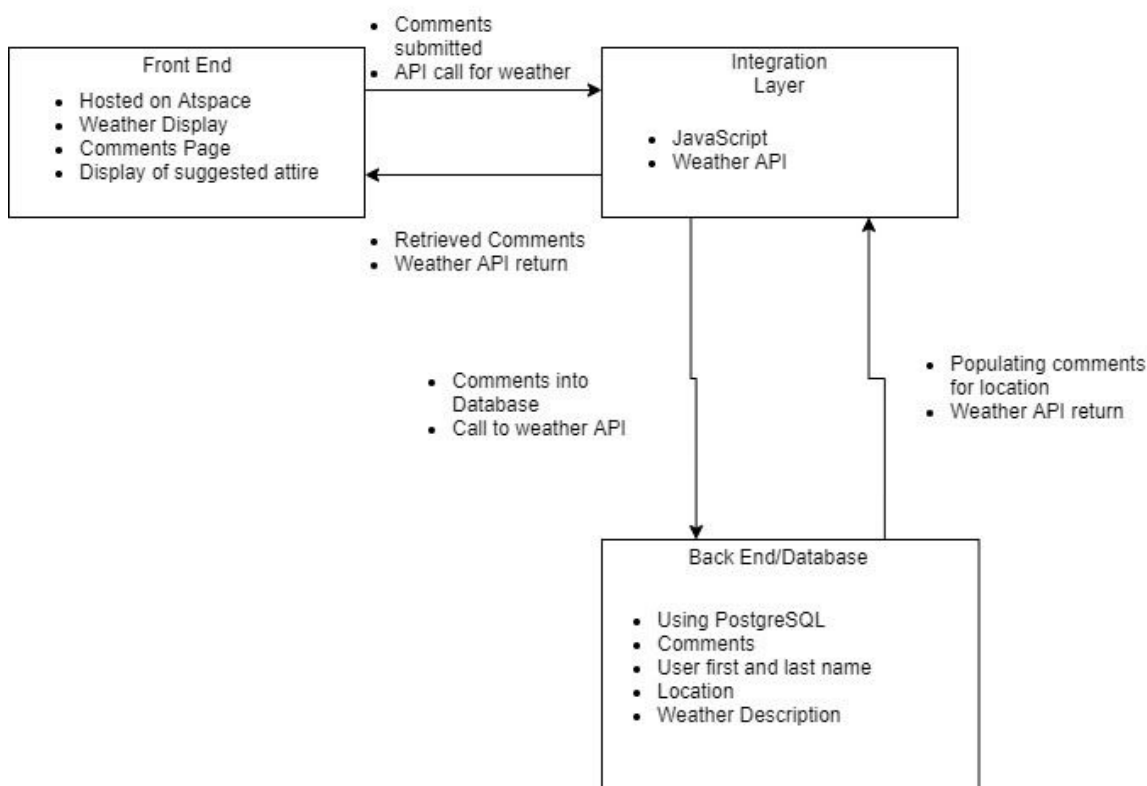 Front End
• Hosted on Atspace
• Weather Display
• Comments Page
• Display of suggested attire
• Comments
submitted
• API call for weather
Integration
Layer
• JavaScript
• Weather API
• Retrieved Comments
• Weather API return
• Comments into
Database
• Call to weather API
• Populating comments
for location
• Weather API return
Back End/Database
• Using PostgreSQL
• Comments
• User first and last name
• Location
• Weather Description